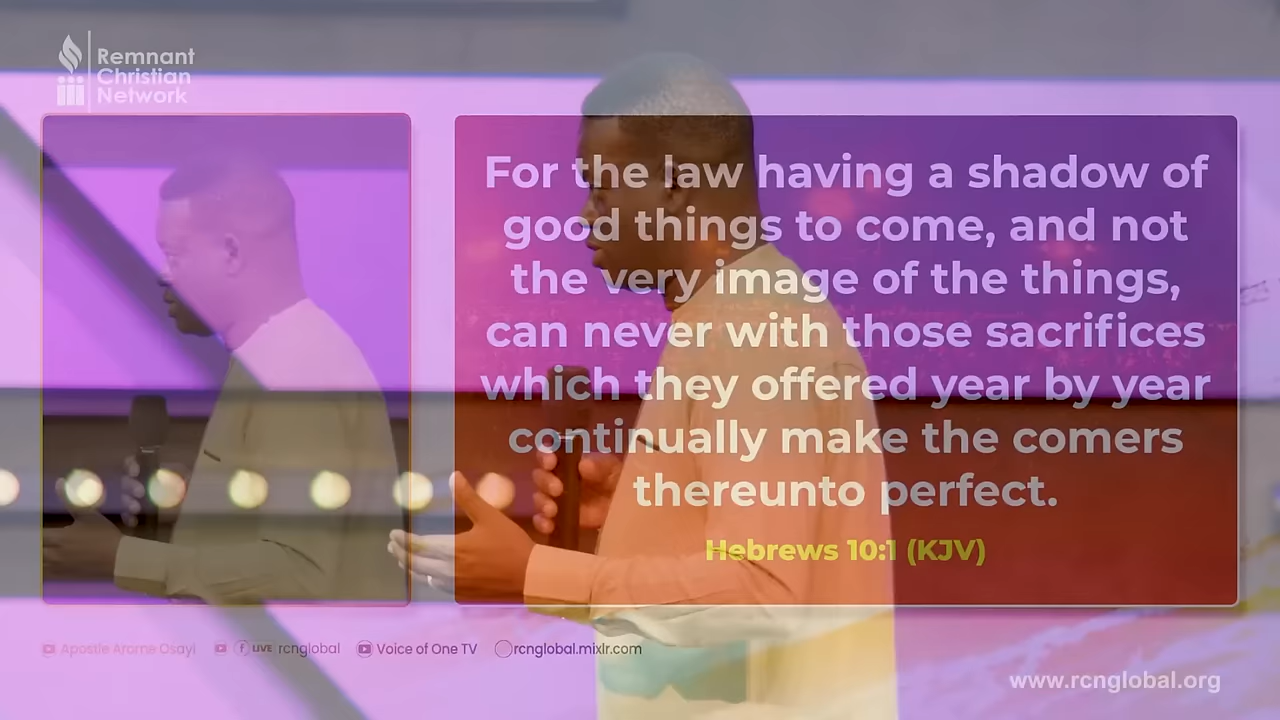 Remnant
Christian
Network
For the law having a shadow of
good things to come, and not
the very image of the things,
can never with those sacrifices
which they offered year by year
continually make the comers
thereunto perfect.
Hebrews 10:1 (KJV)
Apostle Arome Osayi
LIVE rcnglobal
Voice of One TV
rcnglobal.mixlr.com
www.rcnglobal.org